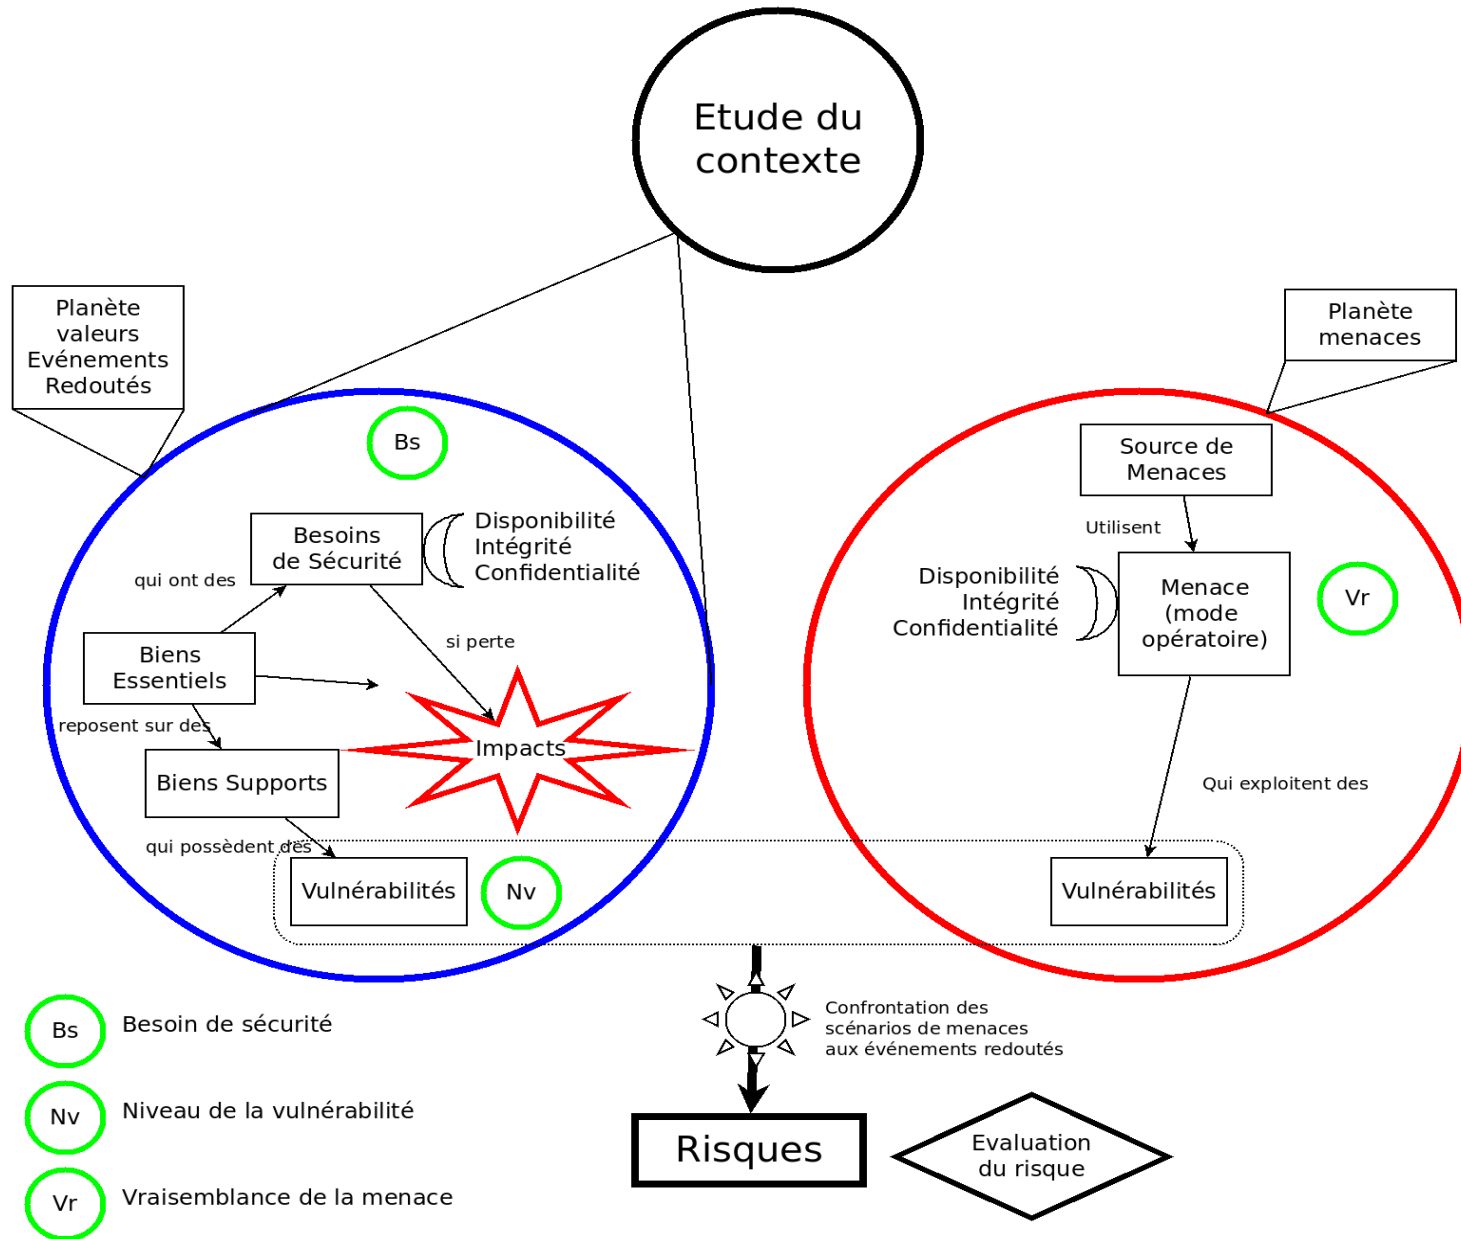 Etude du
contexte
Planète
valeurs
Evénements
Redoutés
Planète
menaces
Bs
Besoins
de Sécurité
Disponibilité
Intégrité
Confidentialité
qui ont des
si perte
Biens
Essentiels
reposent sur des
Impacts
Biens Supports
qui possèdent des
Vulnérabilités
Nv
Source de
Menaces
Utilisent
Disponibilité
Intégrité
Confidentialité
Menace
(mode
opératoire)
Vr
Qui exploitent des
Vulnérabilités
Confrontation des
scénarios de menaces
aux événements redoutés
Risques
Evaluation
du risque
Bs
Besoin de sécurité
Nv
Niveau de la vulnérabilité
Vr
Vraisemblance de la menace